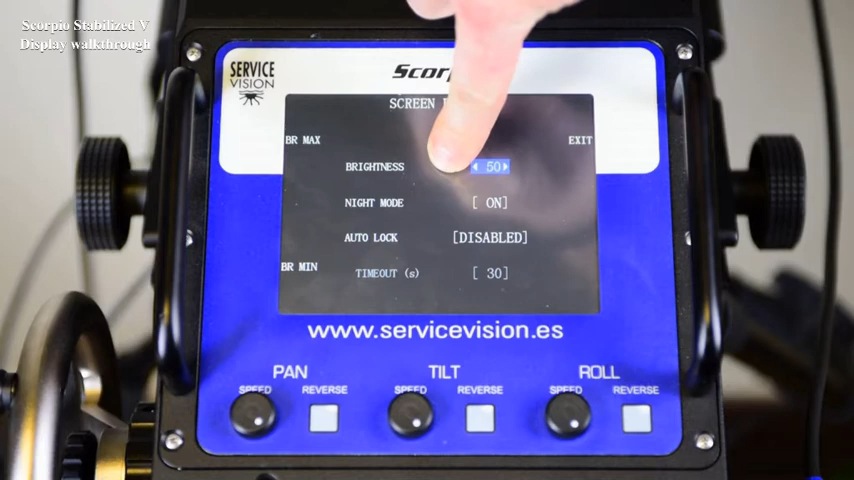 Scorpio Stabilized V
Display walkthrough
SERVICE
VISION
SCREEN
BR MAX
EXIT
BRIGHTNESS
50
NIGHT MODE
[ ON]
AUTO LOCK
[DISABLED]
BR MIN
TIMEOUT (s)
[ 30]
www.servicevision.es
PAN
TILT
ROLL
SPEED
REVERSE
SPEED
REVERSE
SPEED
REVERSE